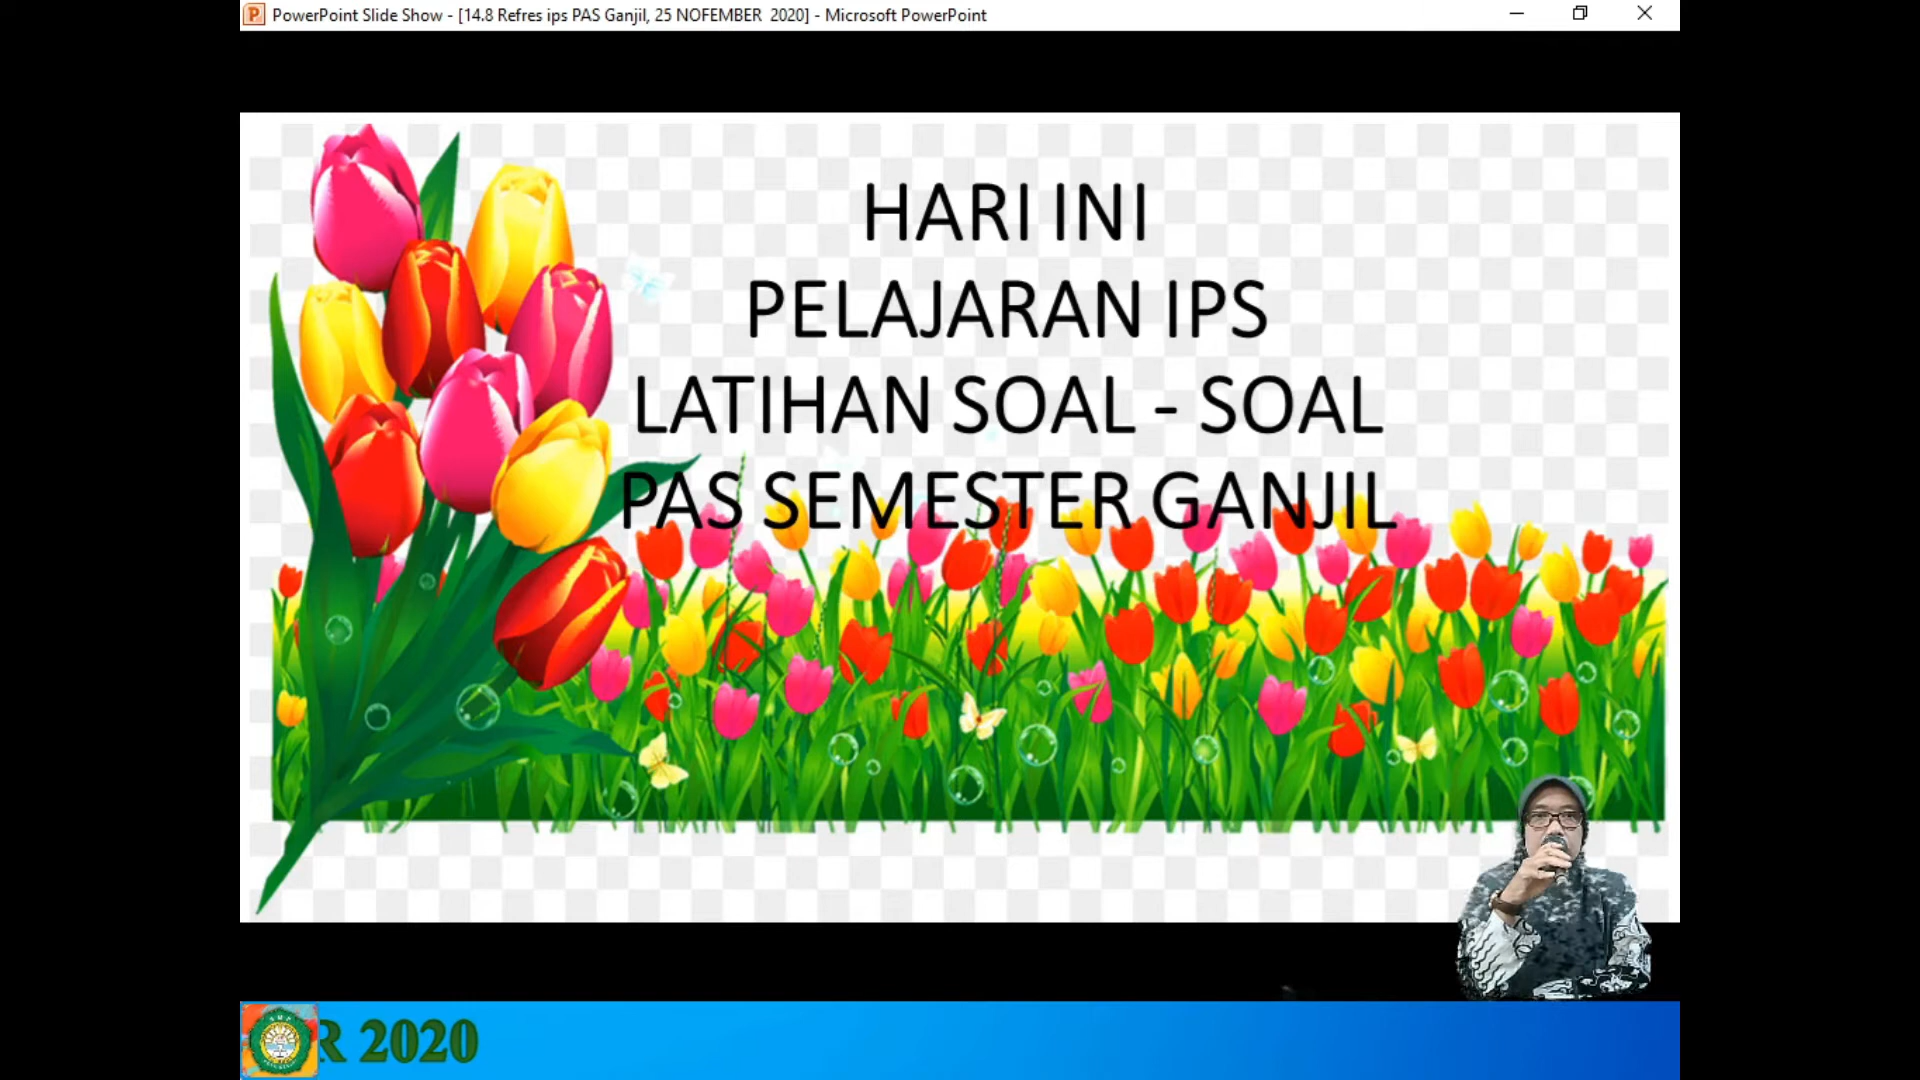 PowerPoint Slide Show - [14.8 Refres ips PAS Ganjil, 25 NOFEMBER  2020] - Microsoft PowerPoint
HARI INI
PELAJARAN IPS
LATIHAN SOAL - SOAL
PAS SEMESTER GANJIL
R 2020